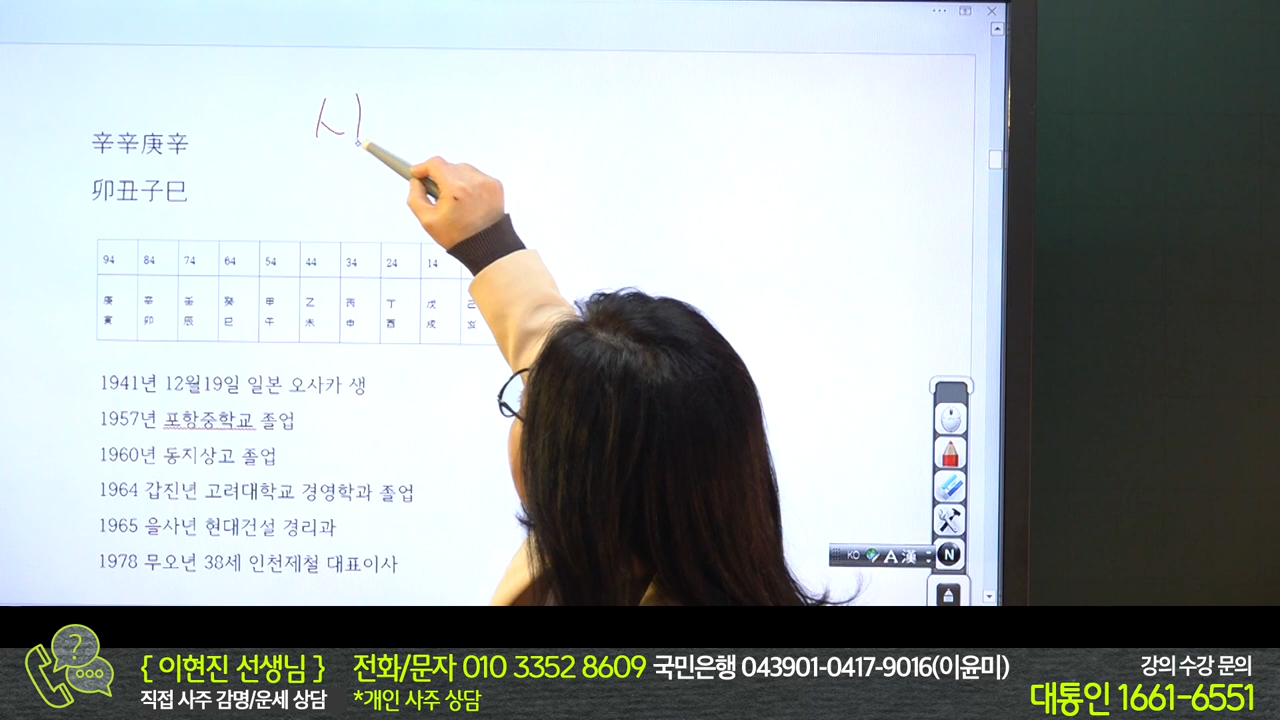 시
辛辛庚辛
卯丑子巳
94 84 74 64 54 44 34 24 14
庚 辛 壬 癸 甲 乙 丙 丁 戊 己
寅 卯 辰 巳 午 未 申 酉 戌 亥
1941년 12월19일 일본 오사카 생
1957년 포항중학교 졸업
1960년 동지상고 졸업
1964 갑진년 고려대학교 경영학과 졸업
1965 을사년 현대건설 경리과
1978 무오년 38세 인천제철 대표이사
KO A 漢 N
{ 이현진 선생님 } 전화/문자 010 3352 8609 국민은행 043901-0417-9016(이윤미) 강의 수강 문의
직접 사주 감명/운세 상담 *개인 사주 상담 대통인 1661-6551